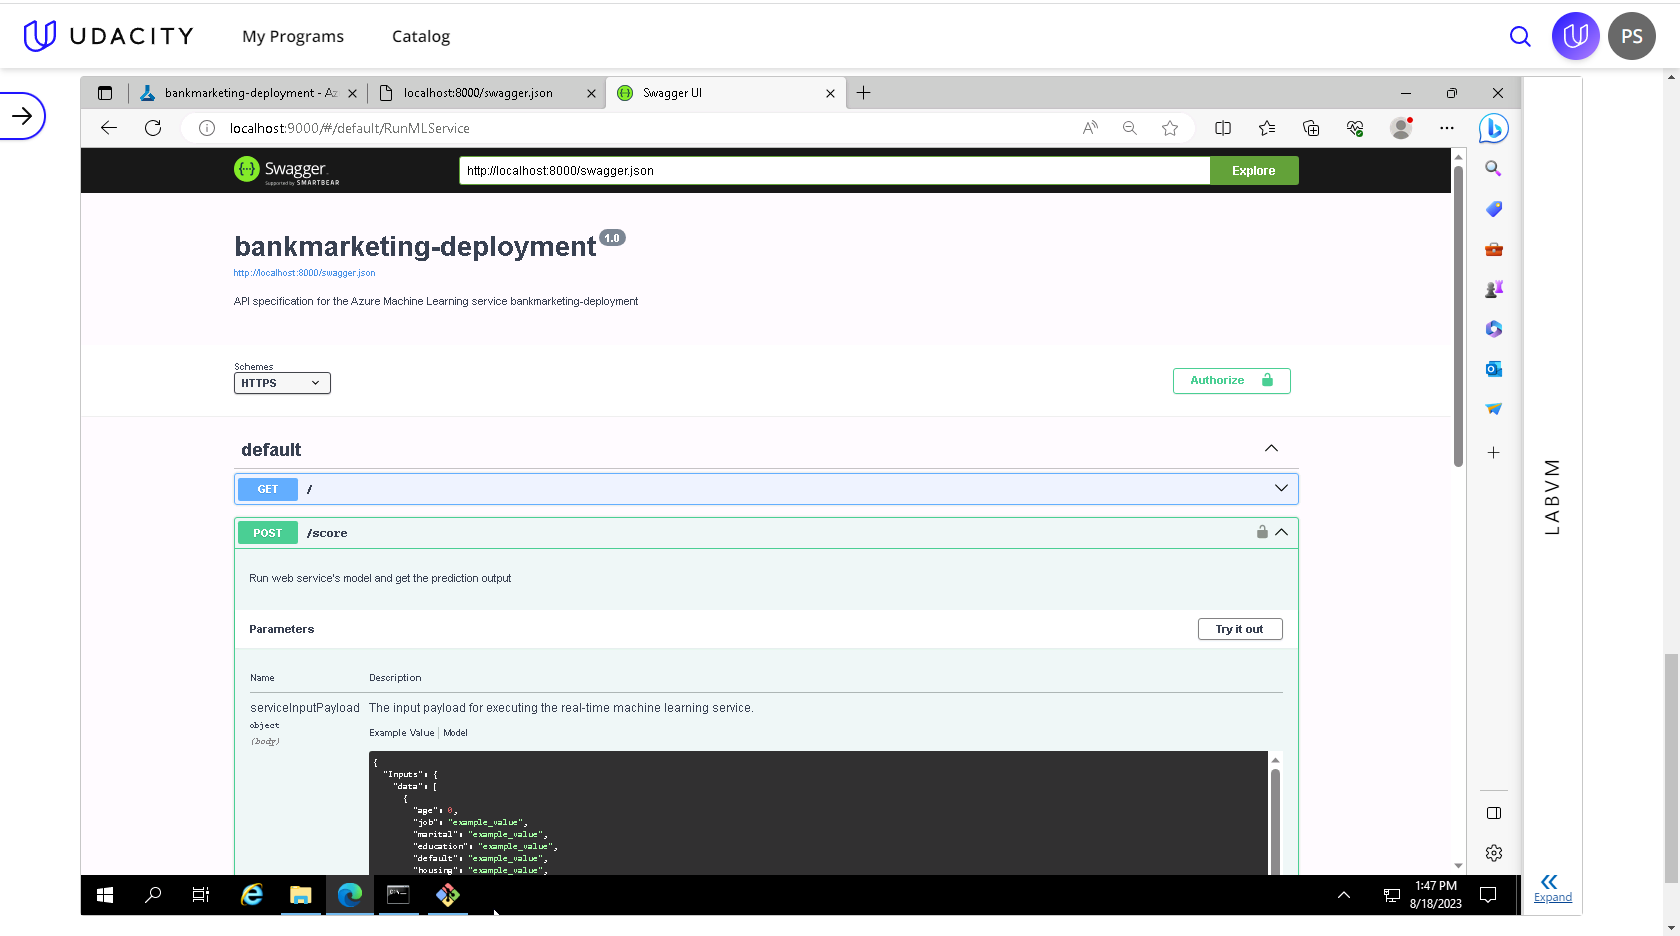 UDACITY
My Programs
Catalog
PS
bankmarketing-deployment - Az
localhost:8000/swagger.json
Swagger UI
localhost:9000/#/default/RunMLService
Swagger
Supported by SMARTBEAR
http://localhost:8000/swagger.json
Explore
bankmarketing-deployment 1.0
http://localhost:8000/swagger.json
API specification for the Azure Machine Learning service bankmarketing-deployment
Schemes
HTTPS
Authorize
default
GET /
POST /score
Run web service's model and get the prediction output
Parameters
Try it out
Name Description
serviceInputPayload The input payload for executing the real-time machine learning service.
object
(body)
Example Value Model
{
"Inputs": {
"data": [
{
"age": 0,
"job": "example_value",
"marital": "example_value",
"education": "example_value",
"default": "example_value",
"housing": "example_value",
LABVM
Expand
1:47 PM
8/18/2023